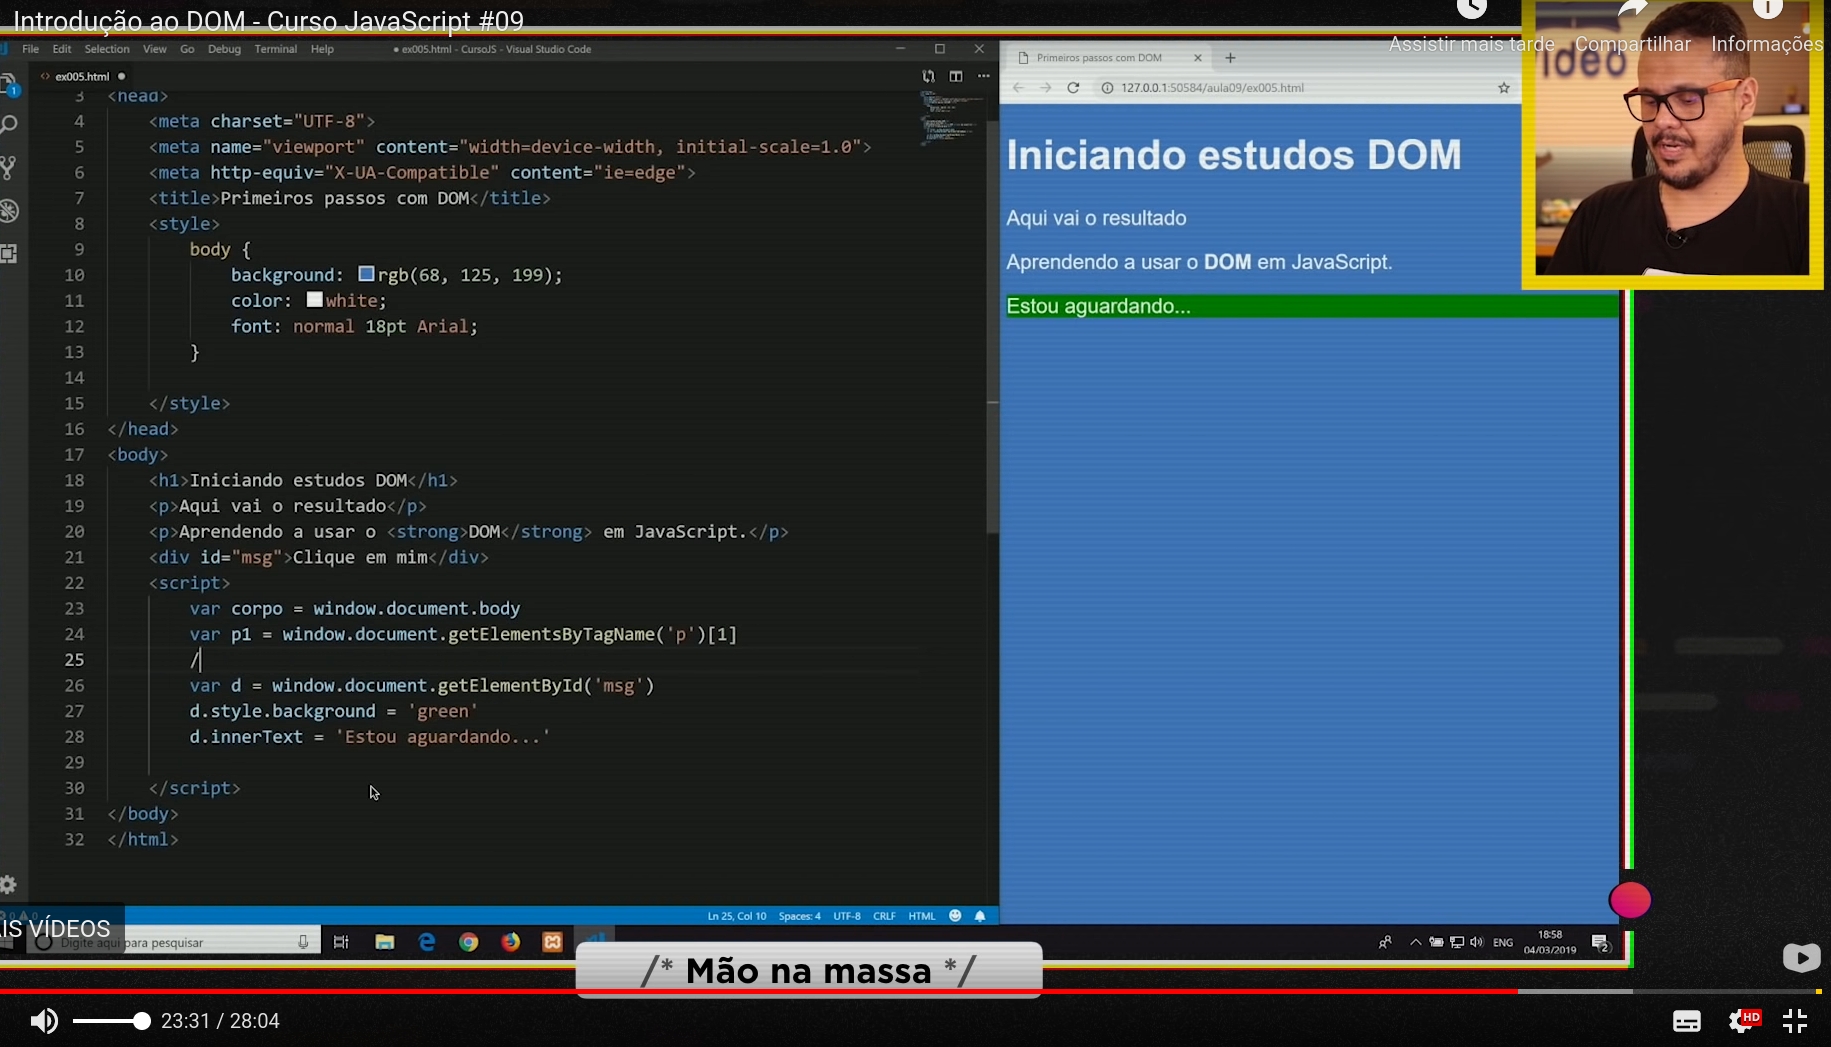 Introdução ao DOM - Curso JavaScript #09
Assistir mais tarde
Compartilhar
Informações
File Edit Selection View Go Debug Terminal Help
● ex005.html - CursoJS - Visual Studio Code
<> ex005.html ●
1
3 <head>
4 <meta charset="UTF-8">
5 <meta name="viewport" content="width=device-width, initial-scale=1.0">
6 <meta http-equiv="X-UA-Compatible" content="ie=edge">
7 <title>Primeiros passos com DOM</title>
8 <style>
9 body {
10 background: rgb(68, 125, 199);
11 color: white;
12 font: normal 18pt Arial;
13 }
14
15 </style>
16 </head>
17 <body>
18 <h1>Iniciando estudos DOM</h1>
19 <p>Aqui vai o resultado</p>
20 <p>Aprendendo a usar o <strong>DOM</strong> em JavaScript.</p>
21 <div id="msg">Clique em mim</div>
22 <script>
23 var corpo = window.document.body
24 var p1 = window.document.getElementsByTagName('p')[1]
25 /
26 var d = window.document.getElementById('msg')
27 d.style.background = 'green'
28 d.innerText = 'Estou aguardando...'
29
30 </script>
31 </body>
32 </html>
Primeiros passos com DOM
127.0.0.1:50584/aula09/ex005.html
Iniciando estudos DOM
Aqui vai o resultado
Aprendendo a usar o DOM em JavaScript.
Estou aguardando...
ideo
0 0
Ln 25, Col 10 Spaces: 4 UTF-8 CRLF HTML
AIS VÍDEOS
Digite aqui para pesquisar
ENG
18:58
04/03/2019
2
/* Mão na massa */
23:31 / 28:04
HD